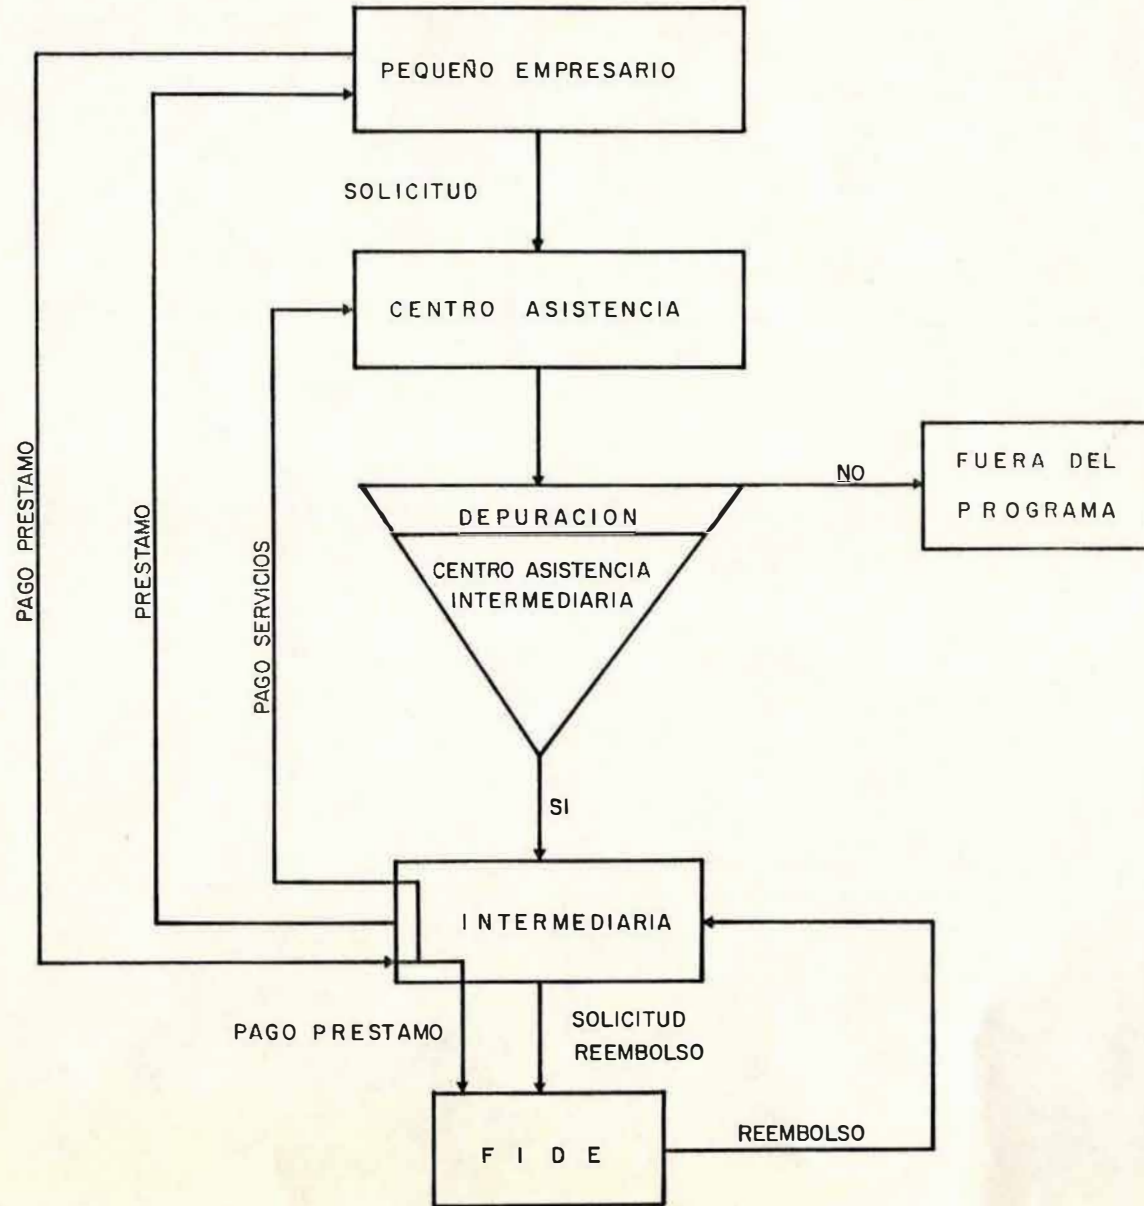 PEQUEÑO EMPRESARIO
SOLICITUD
CENTRO ASISTENCIA
PAGO PRESTAMO
PRESTAMO
PAGO SERVICIOS
NO
FUERA DEL
PROGRAMA
DEPURACION
CENTRO ASISTENCIA
INTERMEDIARIA
SI
INTERMEDIARIA
PAGO PRESTAMO
SOLICITUD
REEMBOLSO
FIDE
REEMBOLSO